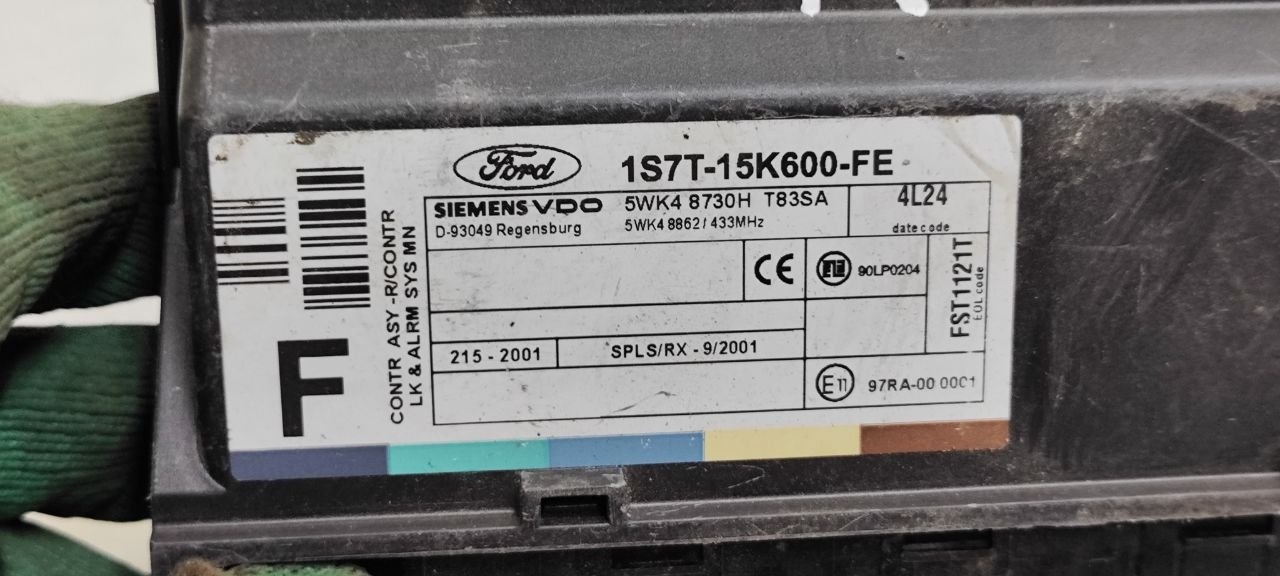 Ford
1S7T-15K600-FE
SIEMENS VDO
D-93049 Regensburg
5WK4 8730H T83SA
5WK4 8862 / 433MHz
4L24
date code
CE
90LP0204
FST1121T
EOL code
215 - 2001
SPLS/RX - 9/2001
E11
97RA-00 0001
CONTR ASY -R/CONTR
LK & ALRM SYS MN
F